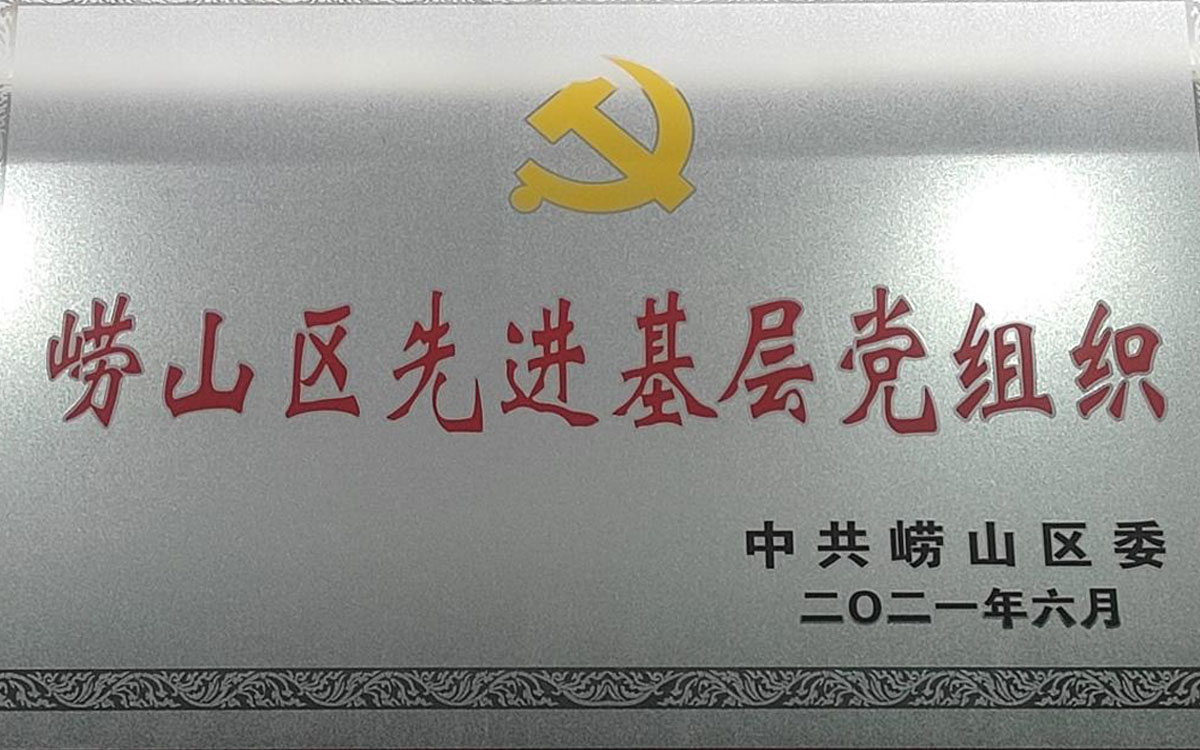 崂山区先进基层党组织
中共崂山区委
二〇二一年六月